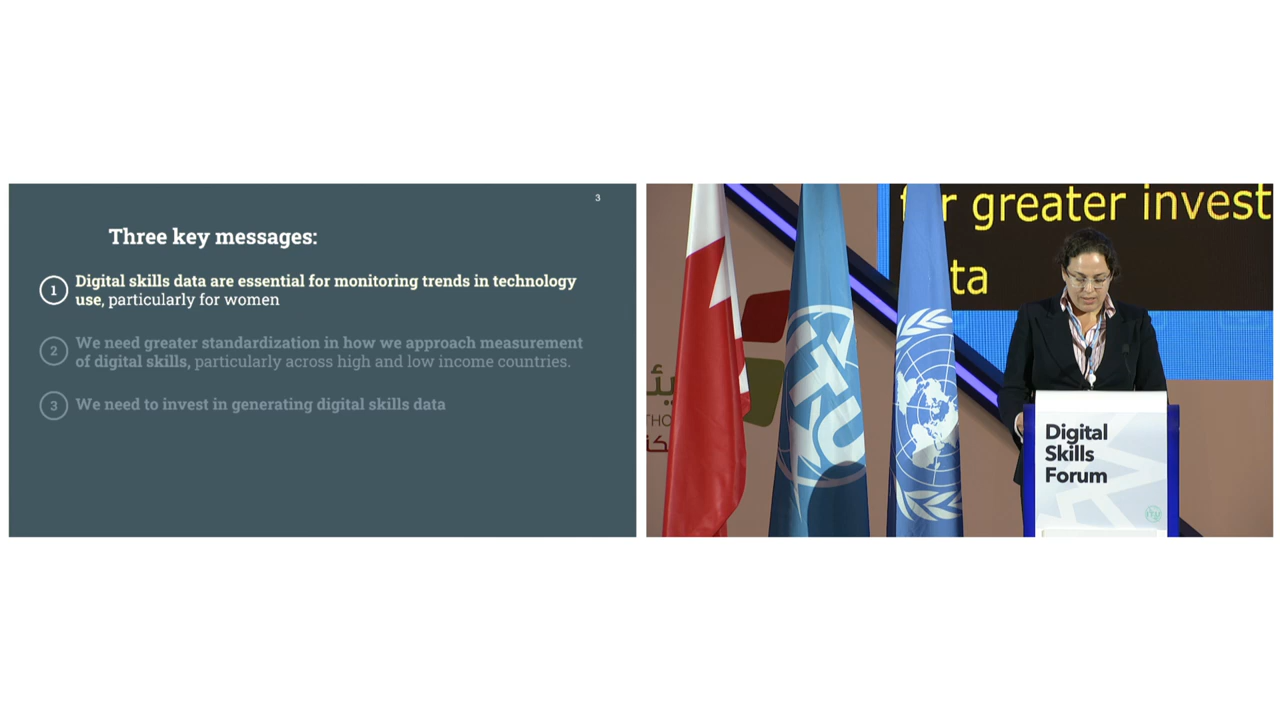 3
Three key messages:
1
Digital skills data are essential for monitoring trends in technology
use, particularly for women
2
We need greater standardization in how we approach measurement
of digital skills, particularly across high and low income countries.
3
We need to invest in generating digital skills data
greater invest
ta
ITU
Digital
Skills
Forum